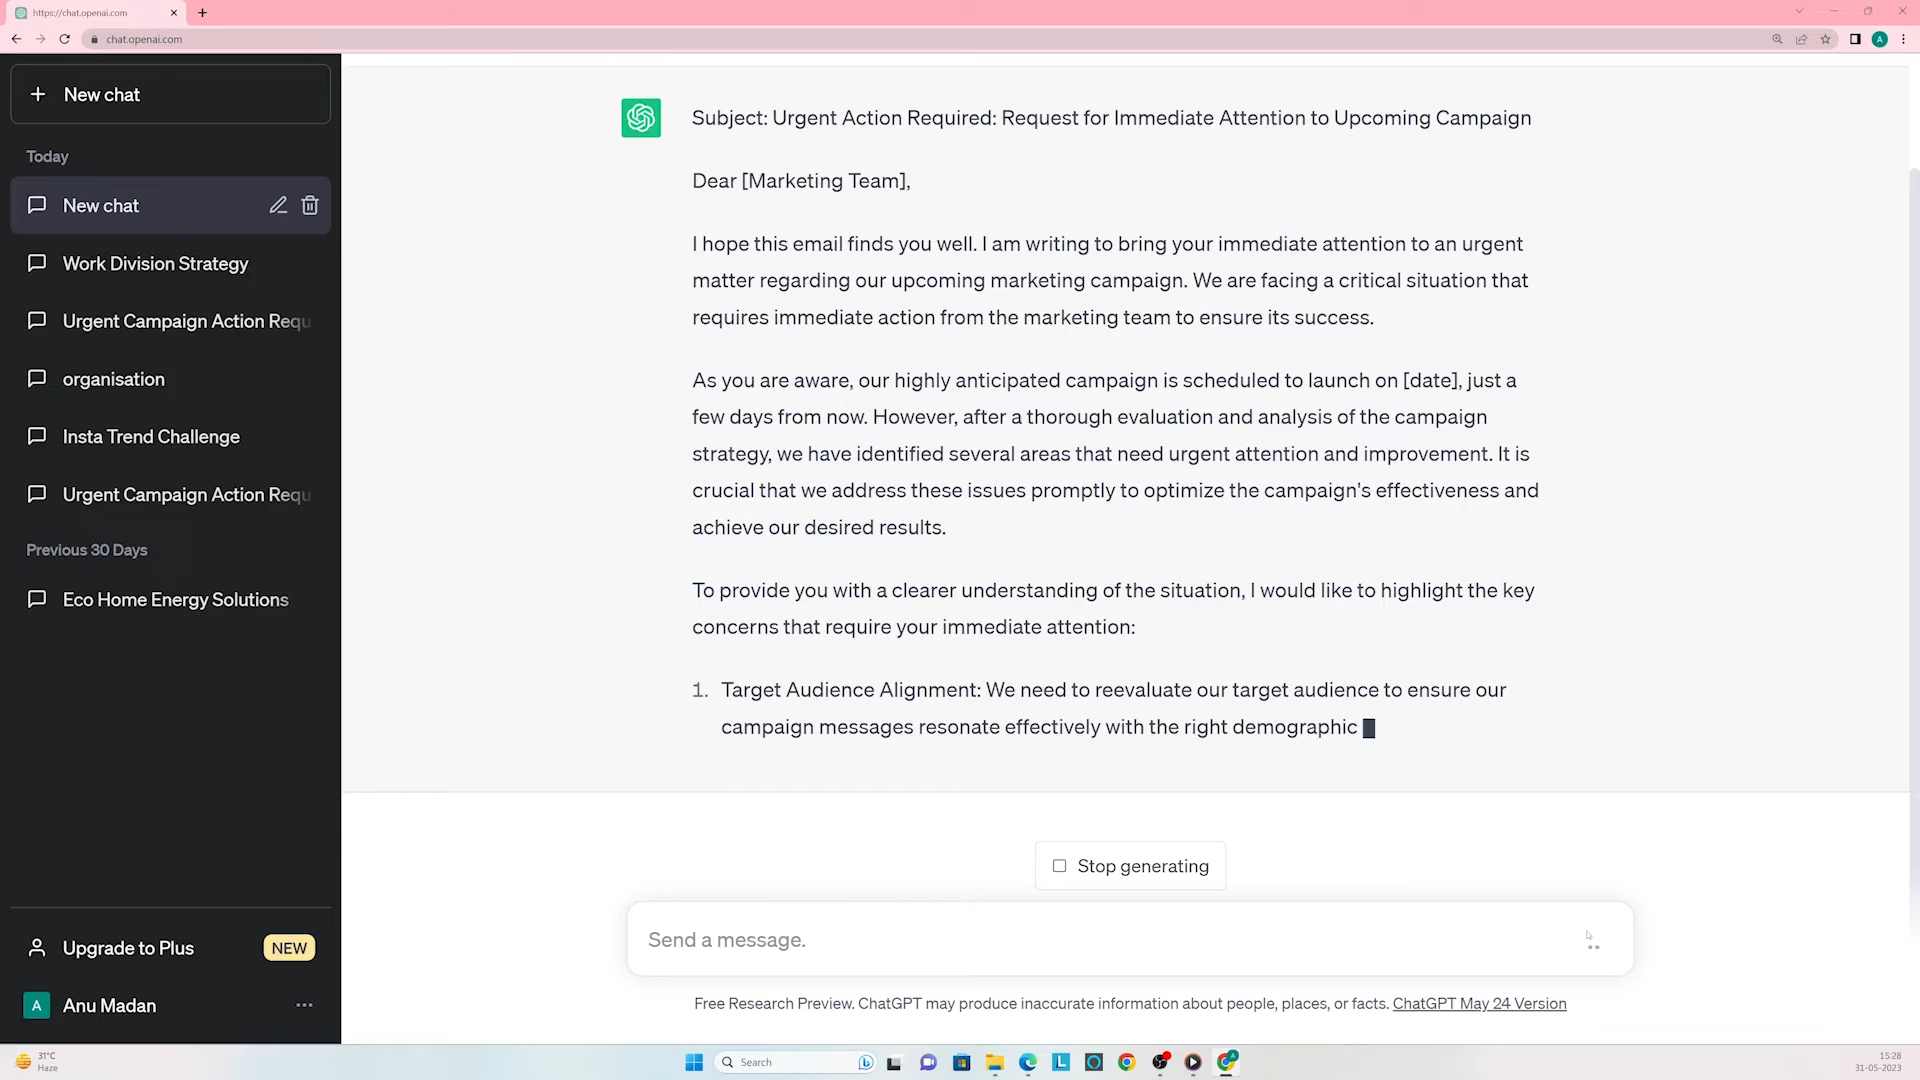 https://chat.openai.com
chat.openai.com
A
New chat
Today
New chat
Work Division Strategy
Urgent Campaign Action Requ
organisation
Insta Trend Challenge
Urgent Campaign Action Requ
Previous 30 Days
Eco Home Energy Solutions
Upgrade to Plus NEW
A Anu Madan
Subject: Urgent Action Required: Request for Immediate Attention to Upcoming Campaign
Dear [Marketing Team],
I hope this email finds you well. I am writing to bring your immediate attention to an urgent
matter regarding our upcoming marketing campaign. We are facing a critical situation that
requires immediate action from the marketing team to ensure its success.
As you are aware, our highly anticipated campaign is scheduled to launch on [date], just a
few days from now. However, after a thorough evaluation and analysis of the campaign
strategy, we have identified several areas that need urgent attention and improvement. It is
crucial that we address these issues promptly to optimize the campaign's effectiveness and
achieve our desired results.
To provide you with a clearer understanding of the situation, I would like to highlight the key
concerns that require your immediate attention:
1. Target Audience Alignment: We need to reevaluate our target audience to ensure our
campaign messages resonate effectively with the right demographic
Stop generating
Send a message.
Free Research Preview. ChatGPT may produce inaccurate information about people, places, or facts. ChatGPT May 24 Version
31°C
Haze
Search
L
A
15:28
31-05-2023